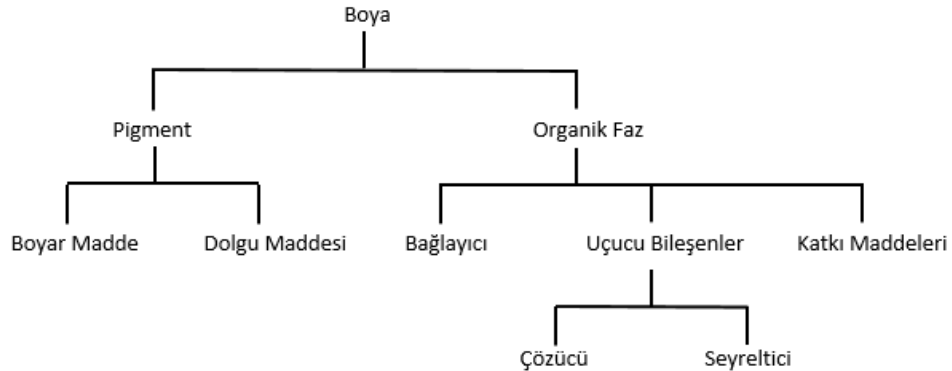 Boya
Pigment
Organik Faz
Boyar Madde
Dolgu Maddesi
Bağlayıcı
Uçucu Bileşenler
Katkı Maddeleri
Çözücü
Seyreltici